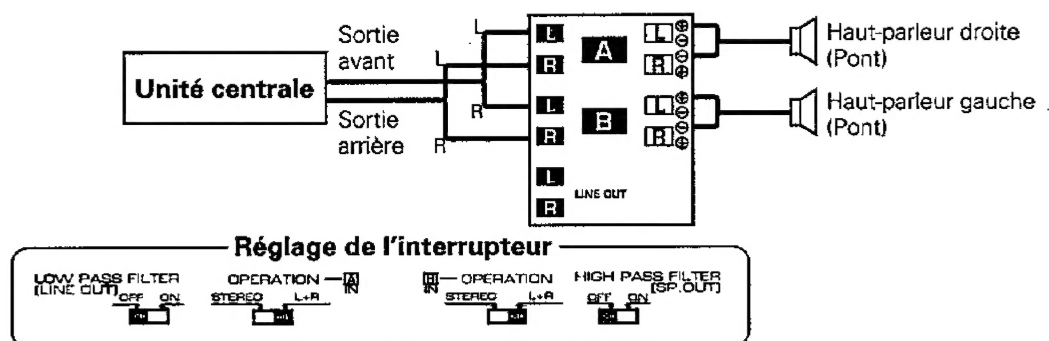 Unité centrale
Sortie
avant
Sortie
arrière
L
L
R
R
L
R
L
R
L
R
A
B
L
R
L
R
LINE OUT
Haut-parleur droite
(Pont)
Haut-parleur gauche
(Pont)
Réglage de l'interrupteur
LOW PASS FILTER
[LINE OUT]
OFF ON
OPERATION A
IN
STEREO L+R
B OPERATION
IN
STEREO L+R
HIGH PASS FILTER
[SP.OUT]
OFF ON